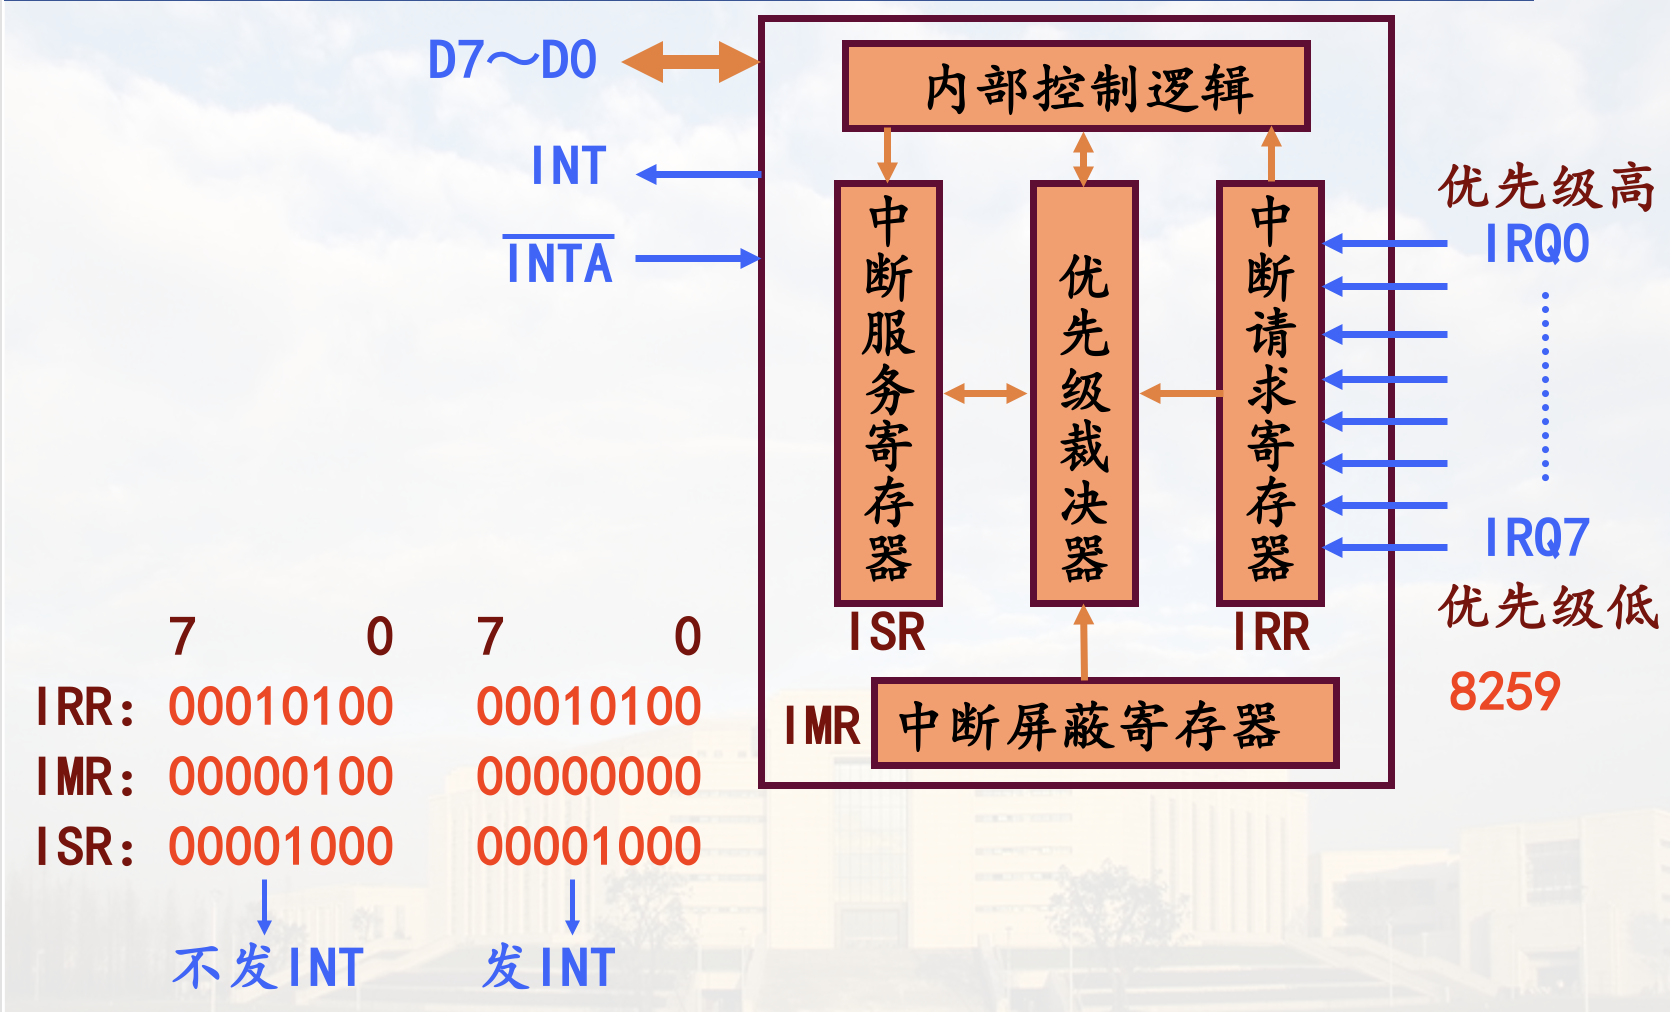 D7～D0
INT
INTA
内部控制逻辑
中断服务寄存器
ISR
优先级裁决器
中断请求寄存器
IRR
IMR
中断屏蔽寄存器
优先级高
IRQ0
IRQ7
优先级低
8259
7 0 7 0
IRR: 00010100 00010100
IMR: 00000100 00000000
ISR: 00001000 00001000
不发INT 发INT